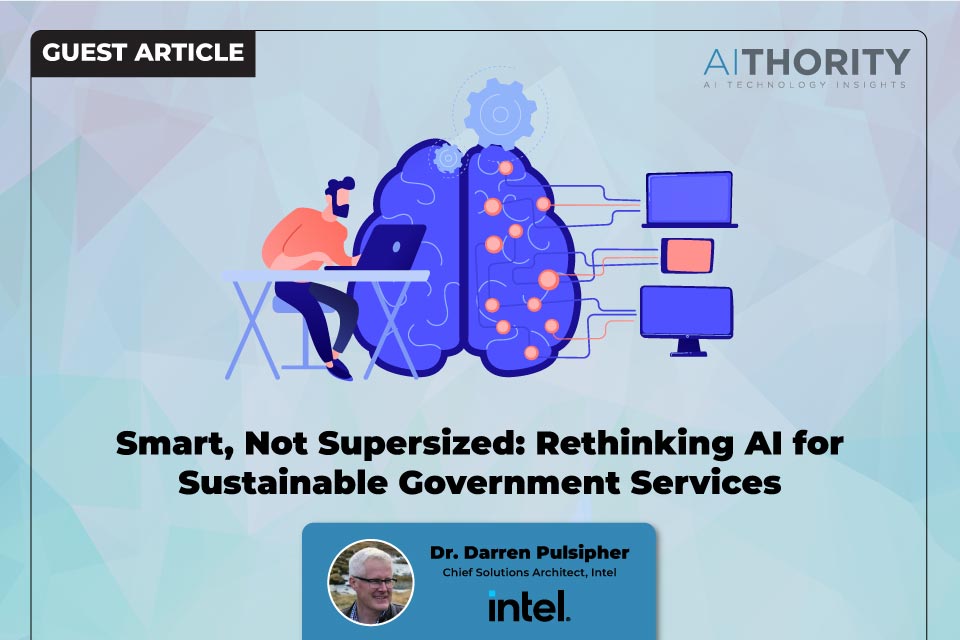 GUEST ARTICLE
AITHORITY
AI TECHNOLOGY INSIGHTS
Smart, Not Supersized: Rethinking AI for
Sustainable Government Services
Dr. Darren Pulsipher
Chief Solutions Architect, Intel
intel.